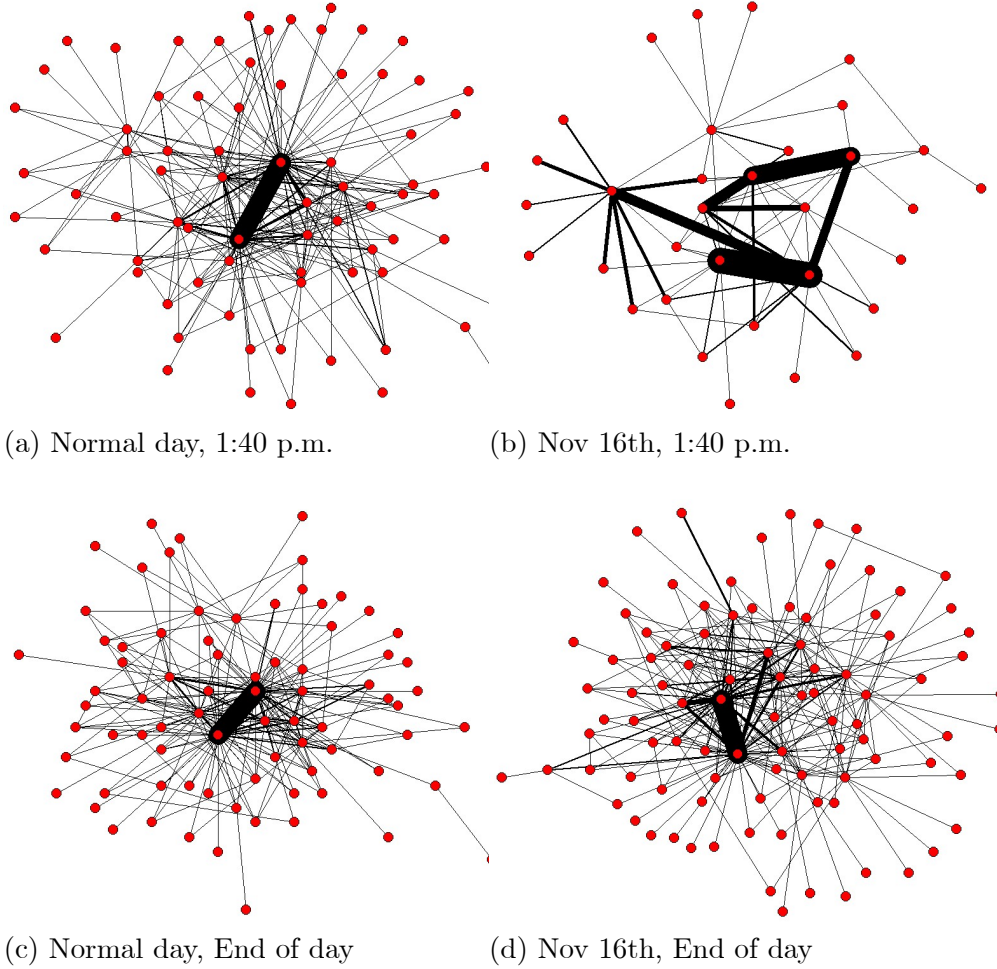 (a) Normal day, 1:40 p.m.
(b) Nov 16th, 1:40 p.m.
(c) Normal day, End of day
(d) Nov 16th, End of day